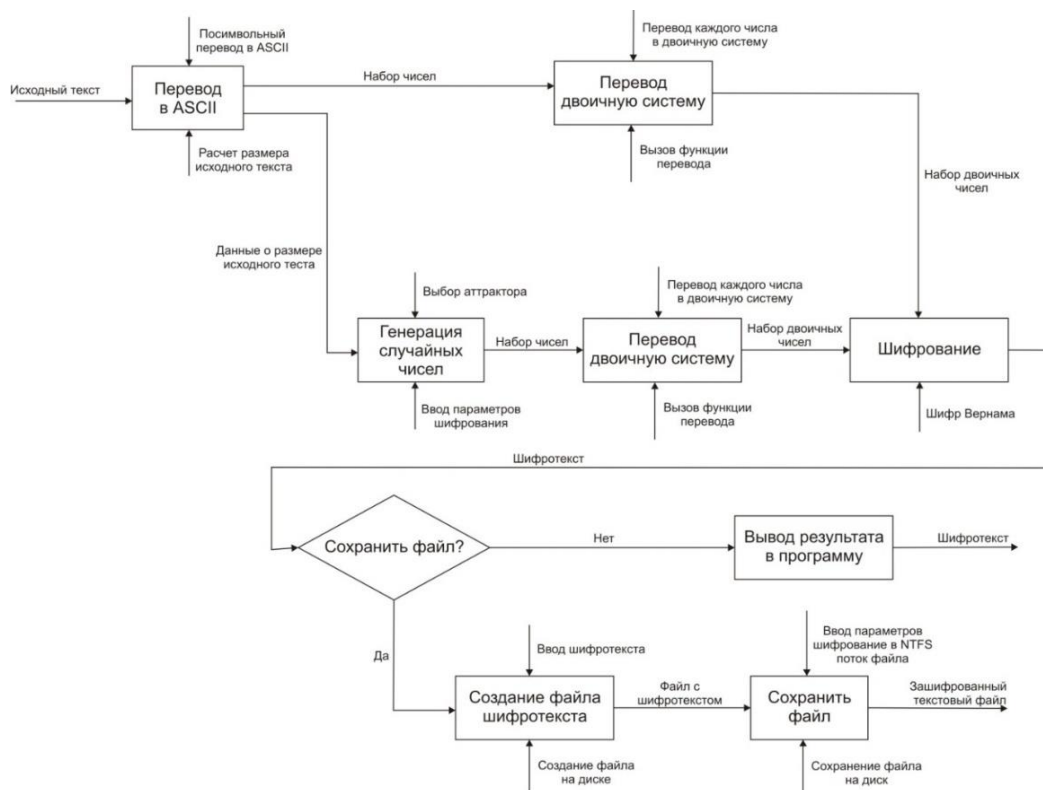 Посимвольный
перевод в ASCII
Перевод каждого числа
в двоичную систему
Исходный текст
Перевод
в ASCII
Набор чисел
Перевод
двоичную систему
Расчет размера
исходного текста
Вызов функции
перевода
Набор двоичных
чисел
Данные о размере
исходного теста
Выбор аттрактора
Перевод каждого числа
в двоичную систему
Генерация
случайных
чисел
Набор чисел
Перевод
двоичную систему
Набор двоичных
чисел
Шифрование
Ввод параметров
шифрования
Вызов функции
перевода
Шифр Вернама
Шифротекст
Сохранить файл?
Нет
Вывод результата
в программу
Шифротекст
Да
Ввод шифротекста
Ввод параметров
шифрование в NTFS
поток файла
Создание файла
шифротекста
Файл с
шифротекстом
Сохранить
файл
Зашифрованный
текстовый файл
Создание файла
на диске
Сохранение файла
на диск